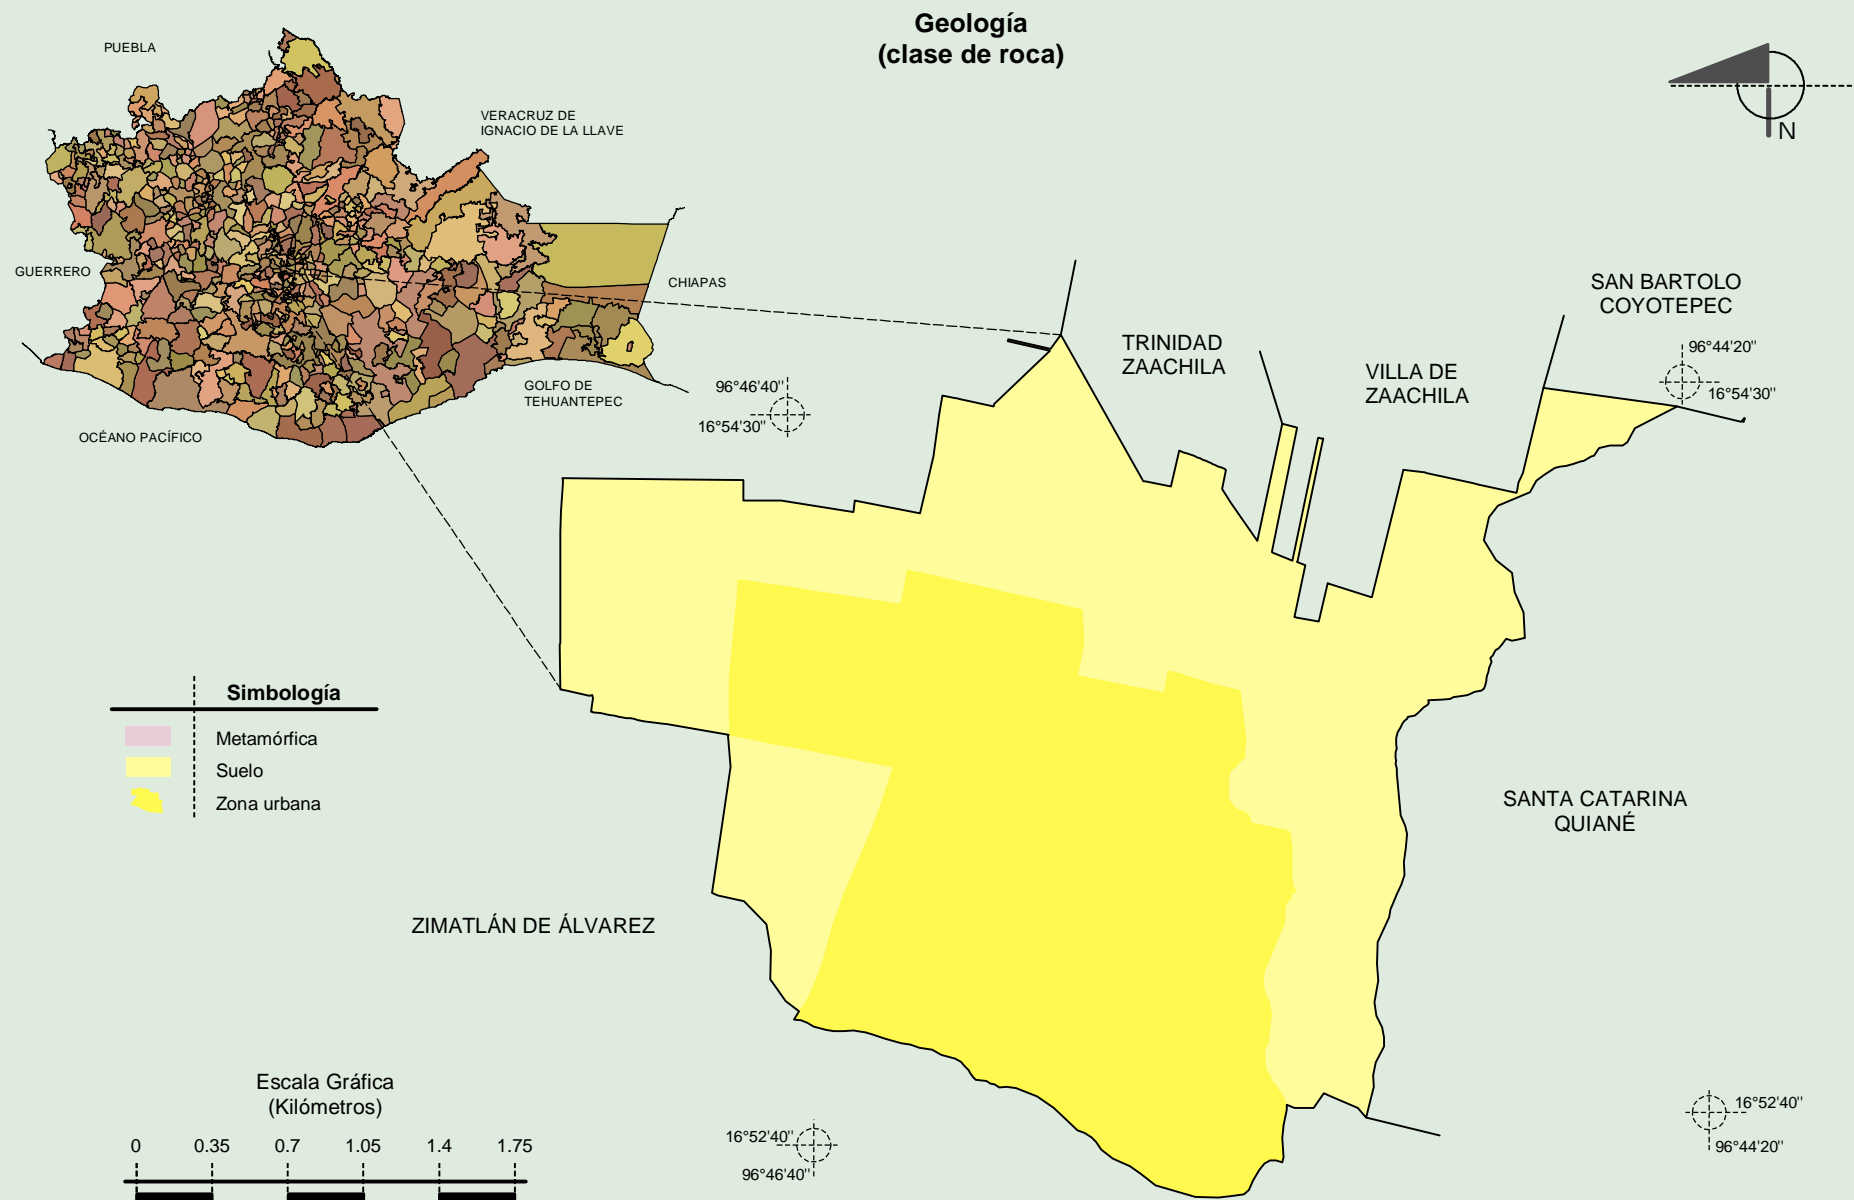 Geología
(clase de roca)
PUEBLA
VERACRUZ DE
IGNACIO DE LA LLAVE
N
GUERRERO
CHIAPAS
GOLFO DE
TEHUANTEPEC
OCÉANO PACÍFICO
SAN BARTOLO
COYOTEPEC
TRINIDAD
ZAACHILA
VILLA DE
ZAACHILA
96°44'20"
16°54'30"
96°46'40"
16°54'30"
Simbología
Metamórfica
Suelo
Zona urbana
SANTA CATARINA
QUIANÉ
ZIMATLÁN DE ÁLVAREZ
Escala Gráfica
(Kilómetros)
0 0.35 0.7 1.05 1.4 1.75
16°52'40"
96°46'40"
16°52'40"
96°44'20"